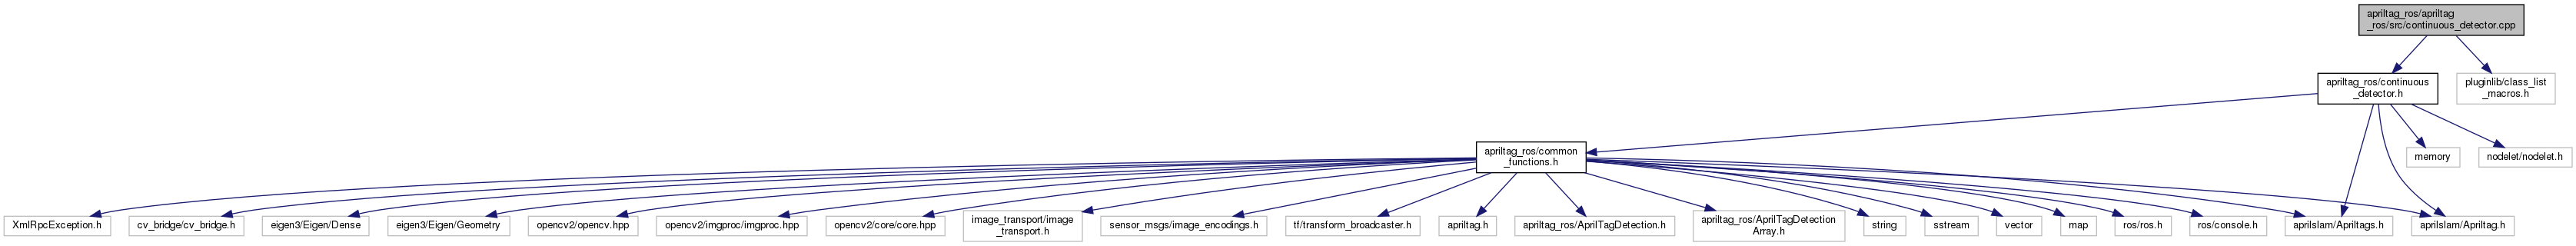 apriltag_ros/apriltag
_ros/src/continuous_detector.cpp
apriltag_ros/continuous
_detector.h
pluginlib/class_list
_macros.h
apriltag_ros/common
_functions.h
memory
nodelet/nodelet.h
XmlRpcException.h
cv_bridge/cv_bridge.h
eigen3/Eigen/Dense
eigen3/Eigen/Geometry
opencv2/opencv.hpp
opencv2/imgproc/imgproc.hpp
opencv2/core/core.hpp
image_transport/image
_transport.h
sensor_msgs/image_encodings.h
tf/transform_broadcaster.h
apriltag.h
apriltag_ros/AprilTagDetection.h
apriltag_ros/AprilTagDetection
Array.h
string
sstream
vector
map
ros/ros.h
ros/console.h
aprilslam/Apriltags.h
aprilslam/Apriltag.h